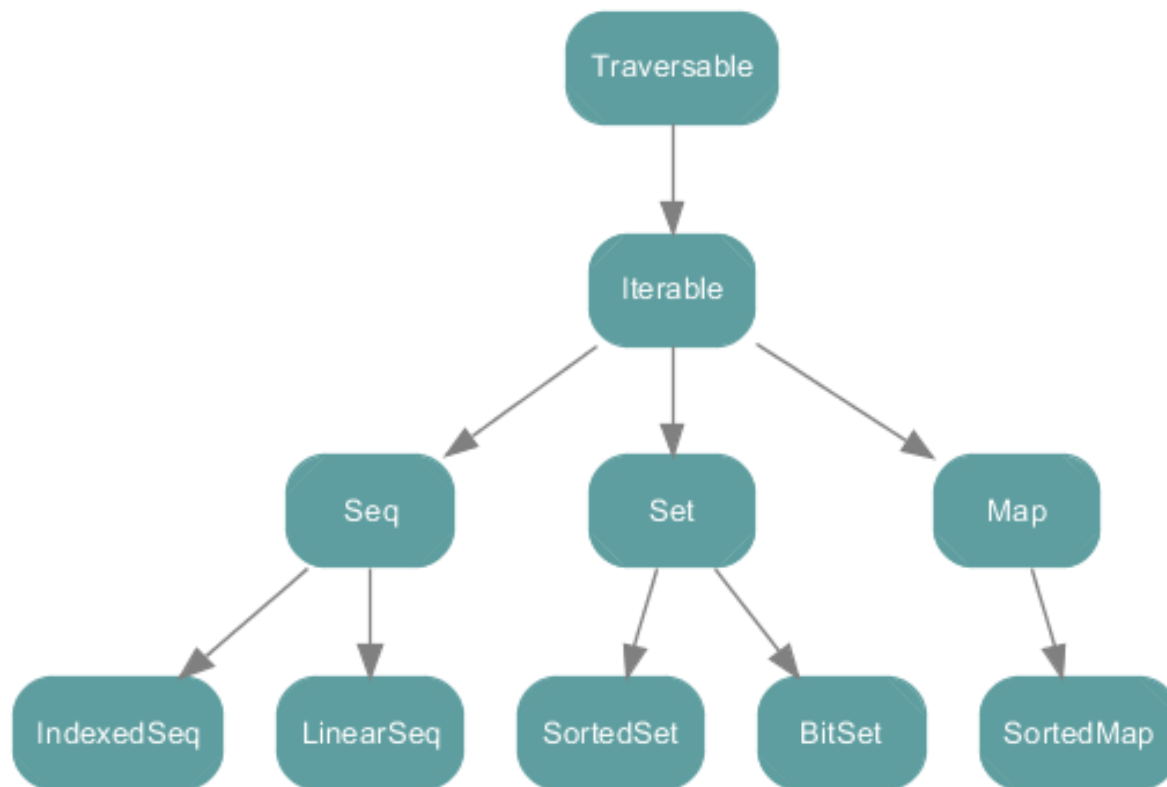 Traversable
Iterable
Seq
Set
Map
IndexedSeq
LinearSeq
SortedSet
BitSet
SortedMap